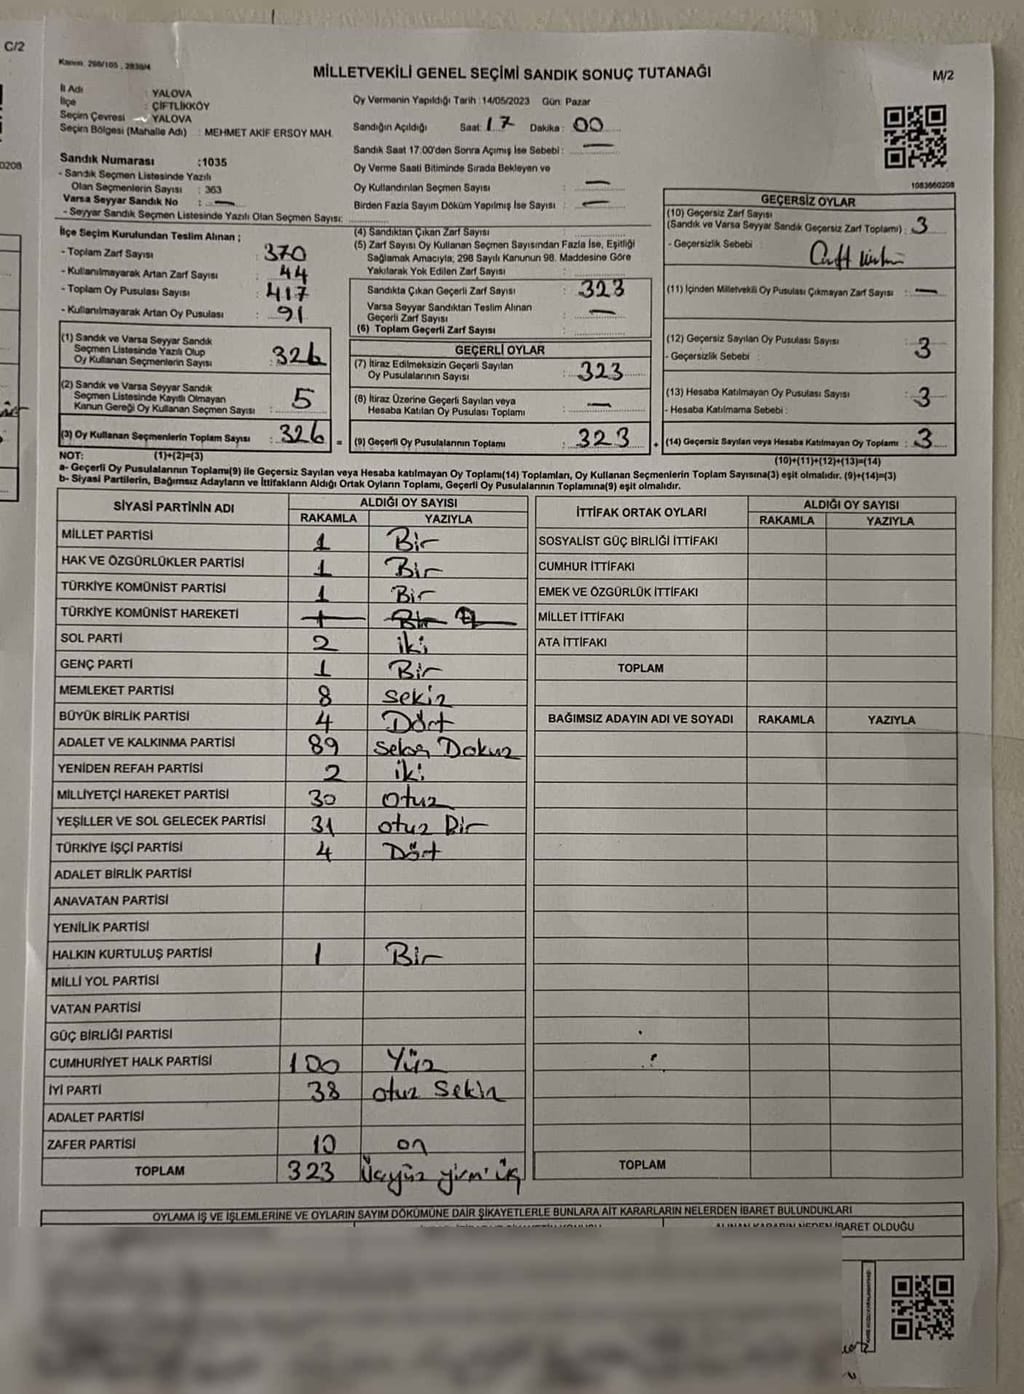 C/2
Kanun: 298/105 , 2839/4
MİLLETVEKİLİ GENEL SEÇİMİ SANDIK SONUÇ TUTANAĞI
M/2
İl Adı : YALOVA
İlçe : ÇİFTLİKKÖY
Seçim Çevresi YALOVA
Seçim Bölgesi (Mahalle Adı) : MEHMET AKİF ERSOY MAH.
Oy Vermenin Yapıldığı Tarih : 14/05/2023 Gün: Pazar
Sandığın Açıldığı Saat: 17 Dakika : 00
Sandık Saat 17:00'den Sonra Açımış İse Sebebi : —
Oy Verme Saati Bitiminde Sırada Bekleyen ve
Oy Kullandırılan Seçmen Sayısı : —
Birden Fazla Sayım Döküm Yapılmış İse Sayısı : —
0208
Sandık Numarası :1035
- Sandık Seçmen Listesinde Yazılı
Olan Seçmenlerin Sayısı : 363
Varsa Seyyar Sandık No : —
- Seyyar Sandık Seçmen Listesinde Yazılı Olan Seçmen Sayısı:
1083660208
İlçe Seçim Kurulundan Teslim Alınan ;
- Toplam Zarf Sayısı : 370
- Kullanılmayarak Artan Zarf Sayısı : 44
- Toplam Oy Pusulası Sayısı : 417
- Kullanılmayarak Artan Oy Pusulası : 91
(1) Sandık ve Varsa Seyyar Sandık
Seçmen Listesinde Yazılı Olup
Oy Kullanan Seçmenlerin Sayısı : 326
(2) Sandık ve Varsa Seyyar Sandık
Seçmen Listesinde Kayıtlı Olmayan
Kanun Gereği Oy Kullanan Seçmen Sayısı : 5
(3) Oy Kullanan Seçmenlerin Toplam Sayısı : 326 =
(1)+(2)=(3)
(4) Sandıktan Çıkan Zarf Sayısı
(5) Zarf Sayısı Oy Kullanan Seçmen Sayısından Fazla İse, Eşitliği
Sağlamak Amacıyla; 298 Sayılı Kanunun 98. Maddesine Göre
Yakılarak Yok Edilen Zarf Sayısı :
Sandıkta Çıkan Geçerli Zarf Sayısı : 323
Varsa Seyyar Sandıktan Teslim Alınan
Geçerli Zarf Sayısı : —
(6) Toplam Geçerli Zarf Sayısı
GEÇERLİ OYLAR
(7) İtiraz Edilmeksizin Geçerli Sayılan
Oy Pusulalarının Sayısı : 323
(8) İtiraz Üzerine Geçerli Sayılan veya
Hesaba Katılan Oy Pusulası Toplamı : —
(9) Geçerli Oy Pusulalarının Toplamı : 323
GEÇERSİZ OYLAR
(10) Geçersiz Zarf Sayısı
(Sandık ve Varsa Seyyar Sandık Geçersiz Zarf Toplamı) : 3
- Geçersizlik Sebebi :
(11) İçinden Milletvekili Oy Pusulası Çıkmayan Zarf Sayısı : —
(12) Geçersiz Sayılan Oy Pusulası Sayısı : 3
- Geçersizlik Sebebi :
(13) Hesaba Katılmayan Oy Pusulası Sayısı : 3
- Hesaba Katılmama Sebebi :
(14) Geçersiz Sayılan veya Hesaba Katılmayan Oy Toplamı : 3
(10)+(11)+(12)+(13)=(14)
NOT:
a- Geçerli Oy Pusulalarının Toplamı(9) ile Geçersiz Sayılan veya Hesaba katılmayan Oy Toplamı(14) Toplamları, Oy Kullanan Seçmenlerin Toplam Sayısına(3) eşit olmalıdır. (9)+(14)=(3)
b- Siyasi Partilerin, Bağımsız Adayların ve İttifakların Aldığı Ortak Oyların Toplamı, Geçerli Oy Pusulalarının Toplamına(9) eşit olmalıdır.
SİYASİ PARTİNİN ADI ALDIĞI OY SAYISI
RAKAMLA YAZIYLA
MİLLET PARTİSİ 1 Bir
HAK VE ÖZGÜRLÜKLER PARTİSİ 1 Bir
TÜRKİYE KOMÜNİST PARTİSİ 1 Bir
TÜRKİYE KOMÜNİST HAREKETİ 1 Bir
SOL PARTİ 2 iki
GENÇ PARTİ 1 Bir
MEMLEKET PARTİSİ 8 sekiz
BÜYÜK BİRLİK PARTİSİ 4 Dört
ADALET VE KALKINMA PARTİSİ 89 Dokuz
YENİDEN REFAH PARTİSİ 2 iki
MİLLİYETÇİ HAREKET PARTİSİ 30 otuz
YEŞİLLER VE SOL GELECEK PARTİSİ 31 otuz Bir
TÜRKİYE İŞÇİ PARTİSİ 4 Dört
ADALET BİRLİK PARTİSİ
ANAVATAN PARTİSİ
YENİLİK PARTİSİ
HALKIN KURTULUŞ PARTİSİ 1 Bir
MİLLİ YOL PARTİSİ
VATAN PARTİSİ
GÜÇ BİRLİĞİ PARTİSİ
CUMHURİYET HALK PARTİSİ 100 Yüz
İYİ PARTİ 38 otuz Sekiz
ADALET PARTİSİ
ZAFER PARTİSİ 10 on
TOPLAM 323 Üçyüz yirmi üç
İTTİFAK ORTAK OYLARI ALDIĞI OY SAYISI
RAKAMLA YAZIYLA
SOSYALİST GÜÇ BİRLİĞİ İTTİFAKI
CUMHUR İTTİFAKI
EMEK VE ÖZGÜRLÜK İTTİFAKI
MİLLET İTTİFAKI
ATA İTTİFAKI
TOPLAM
BAĞIMSIZ ADAYIN ADI VE SOYADI RAKAMLA YAZIYLA
TOPLAM
OYLAMA İŞ VE İŞLEMLERİNE VE OYLARIN SAYIM DÖKÜMÜNE DAİR ŞİKAYETLERLE BUNLARA AİT KARARLARIN NELERDEN İBARET BULUNDUKLARI
ALINAN KARARIN NEDEN İBARET OLDUĞU